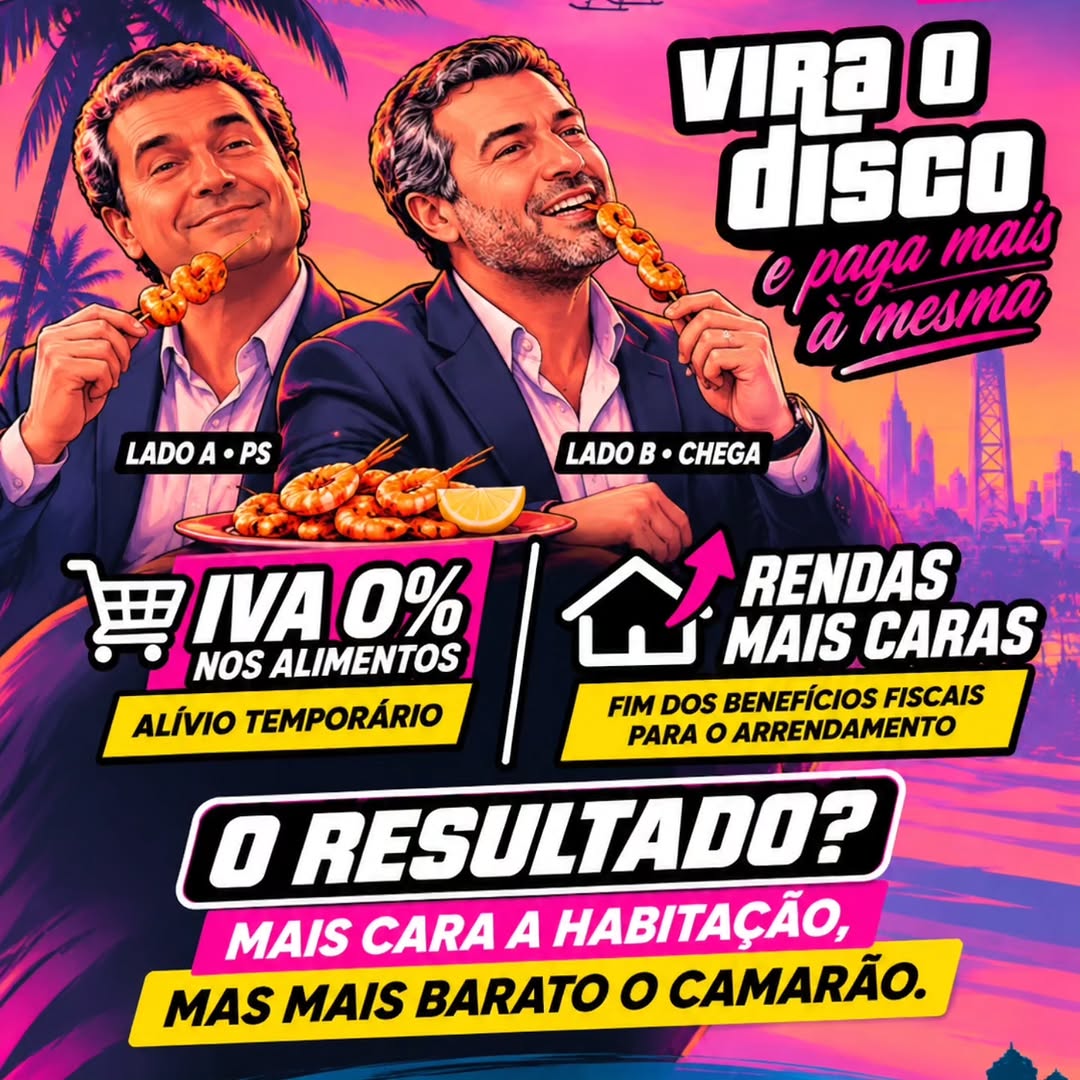 VIRA O
DISCO
e paga mais
à mesma
LADO A • PS
LADO B • CHEGA
IVA 0%
NOS ALIMENTOS
ALÍVIO TEMPORÁRIO
RENDAS
MAIS CARAS
FIM DOS BENEFÍCIOS FISCAIS
PARA O ARRENDAMENTO
O RESULTADO?
MAIS CARA A HABITAÇÃO,
MAS MAIS BARATO O CAMARÃO.